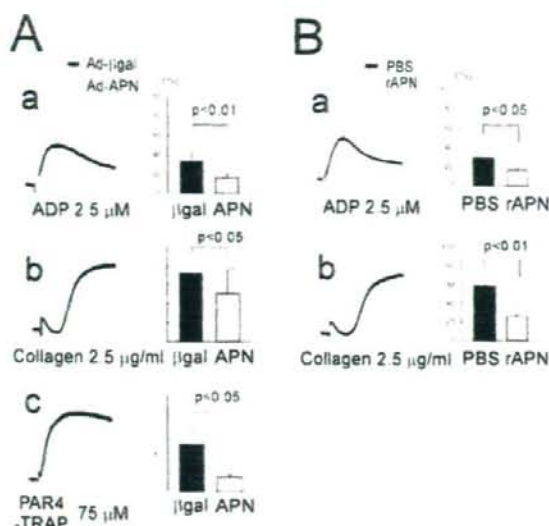 A
Ad-βgal
Ad-APN
a
p<0.01
ADP 2.5 μM
βgal APN
b
p<0.05
Collagen 2.5 μg/ml
βgal APN
c
p<0.05
PAR4
-TRAP
75 μM
βgal APN
B
PBS
rAPN
a
p<0.05
ADP 2.5 μM
PBS rAPN
b
p<0.01
Collagen 2.5 μg/ml
PBS rAPN